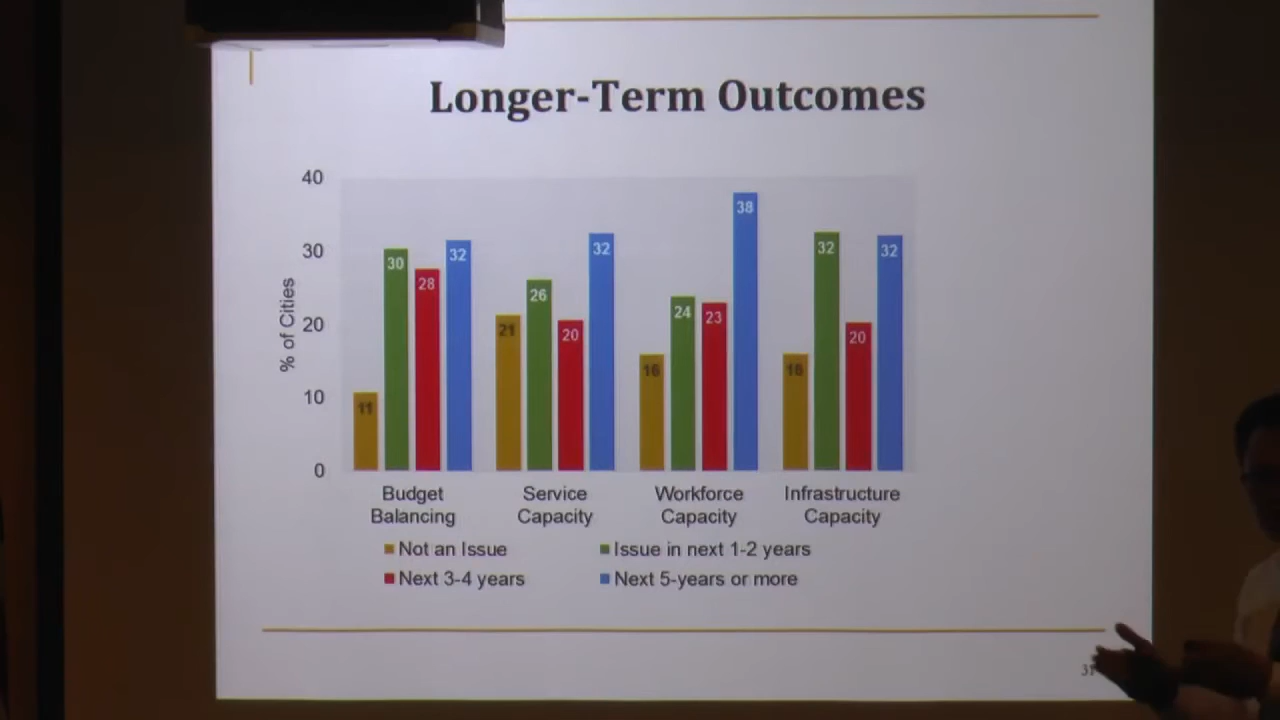 Longer-Term Outcomes
40
30
20
10
0
% of Cities
11
30
28
32
21
26
20
32
16
24
23
38
16
32
20
32
Budget Balancing
Service Capacity
Workforce Capacity
Infrastructure Capacity
Not an Issue
Issue in next 1-2 years
Next 3-4 years
Next 5-years or more